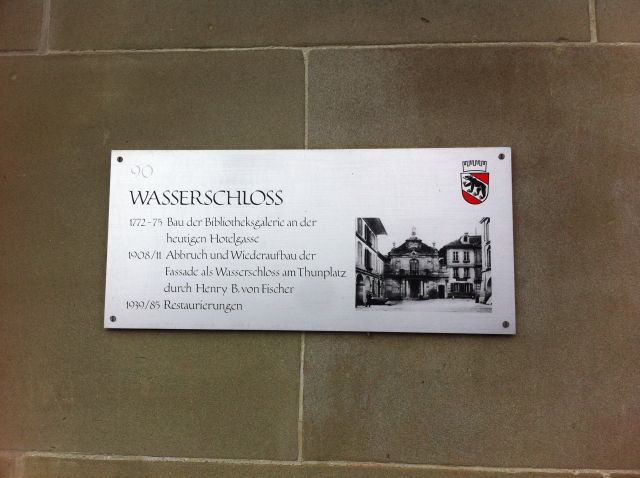 90
WASSERSCHLOSS
1772-75 Bau der Bibliotheksgalerie an der
heutigen Hotelgasse
1908/11 Abbruch und Wiederaufbau der
Fassade als Wasserschloss am Thunplatz
durch Henry B. von Fischer
1939/85 Restaurierungen